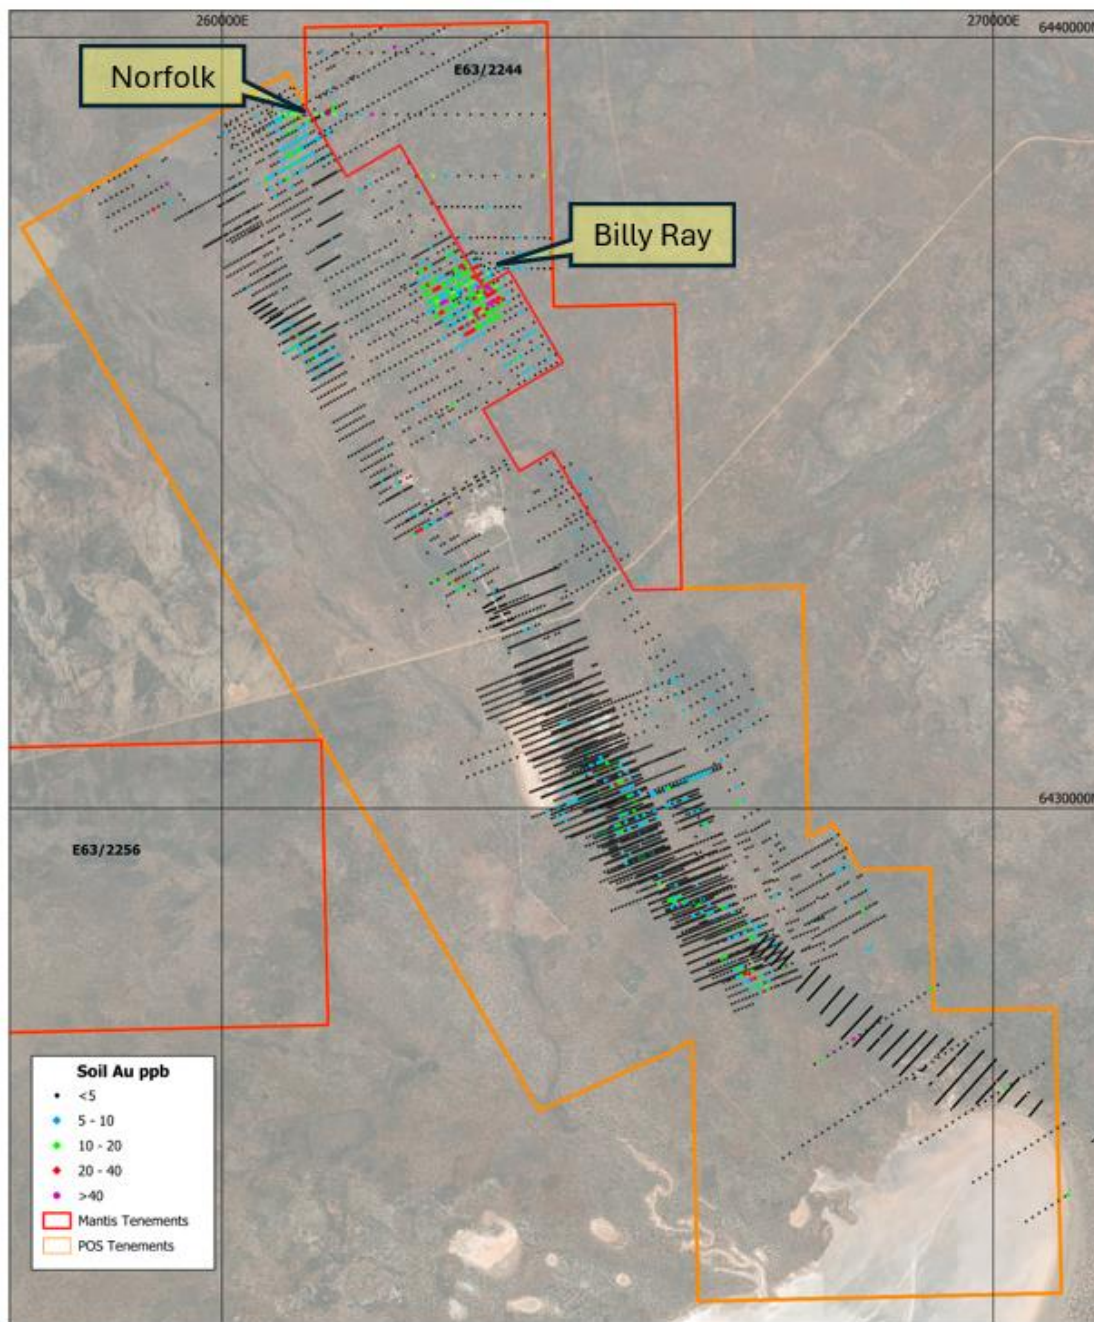 260000E
270000E
6440000
Norfolk
E63/2244
Billy Ray
6430000
E63/2256
Soil Au ppb
<5
5 - 10
10 - 20
20 - 40
>40
Mantis Tenements
POS Tenements